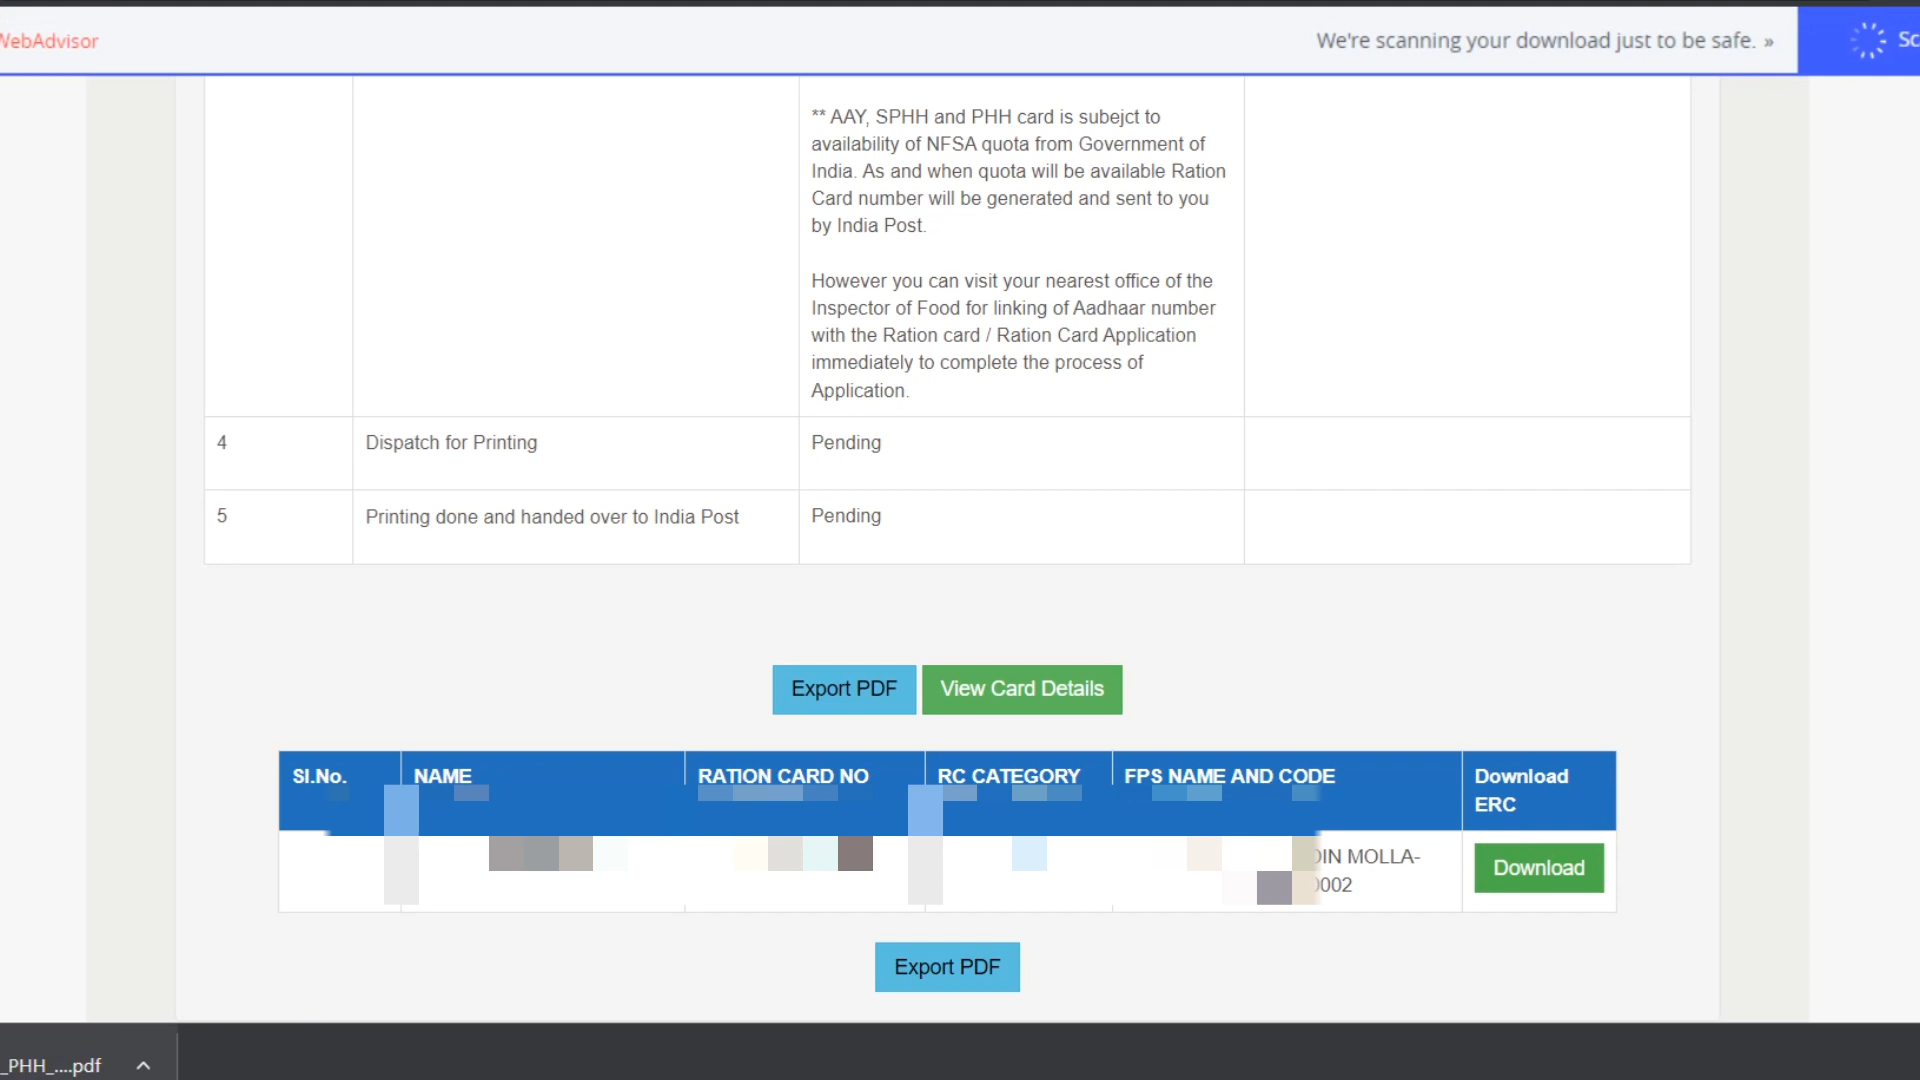 WebAdvisor
We're scanning your download just to be safe. »
Sc
** AAY, SPHH and PHH card is subejct to
availability of NFSA quota from Government of
India. As and when quota will be available Ration
Card number will be generated and sent to you
by India Post.
However you can visit your nearest office of the
Inspector of Food for linking of Aadhaar number
with the Ration card / Ration Card Application
immediately to complete the process of
Application.
4 Dispatch for Printing Pending
5 Printing done and handed over to India Post Pending
Export PDF View Card Details
SI.No. NAME RATION CARD NO RC CATEGORY FPS NAME AND CODE Download
ERC
DIN MOLLA-
0002
Download
Export PDF
_PHH_....pdf